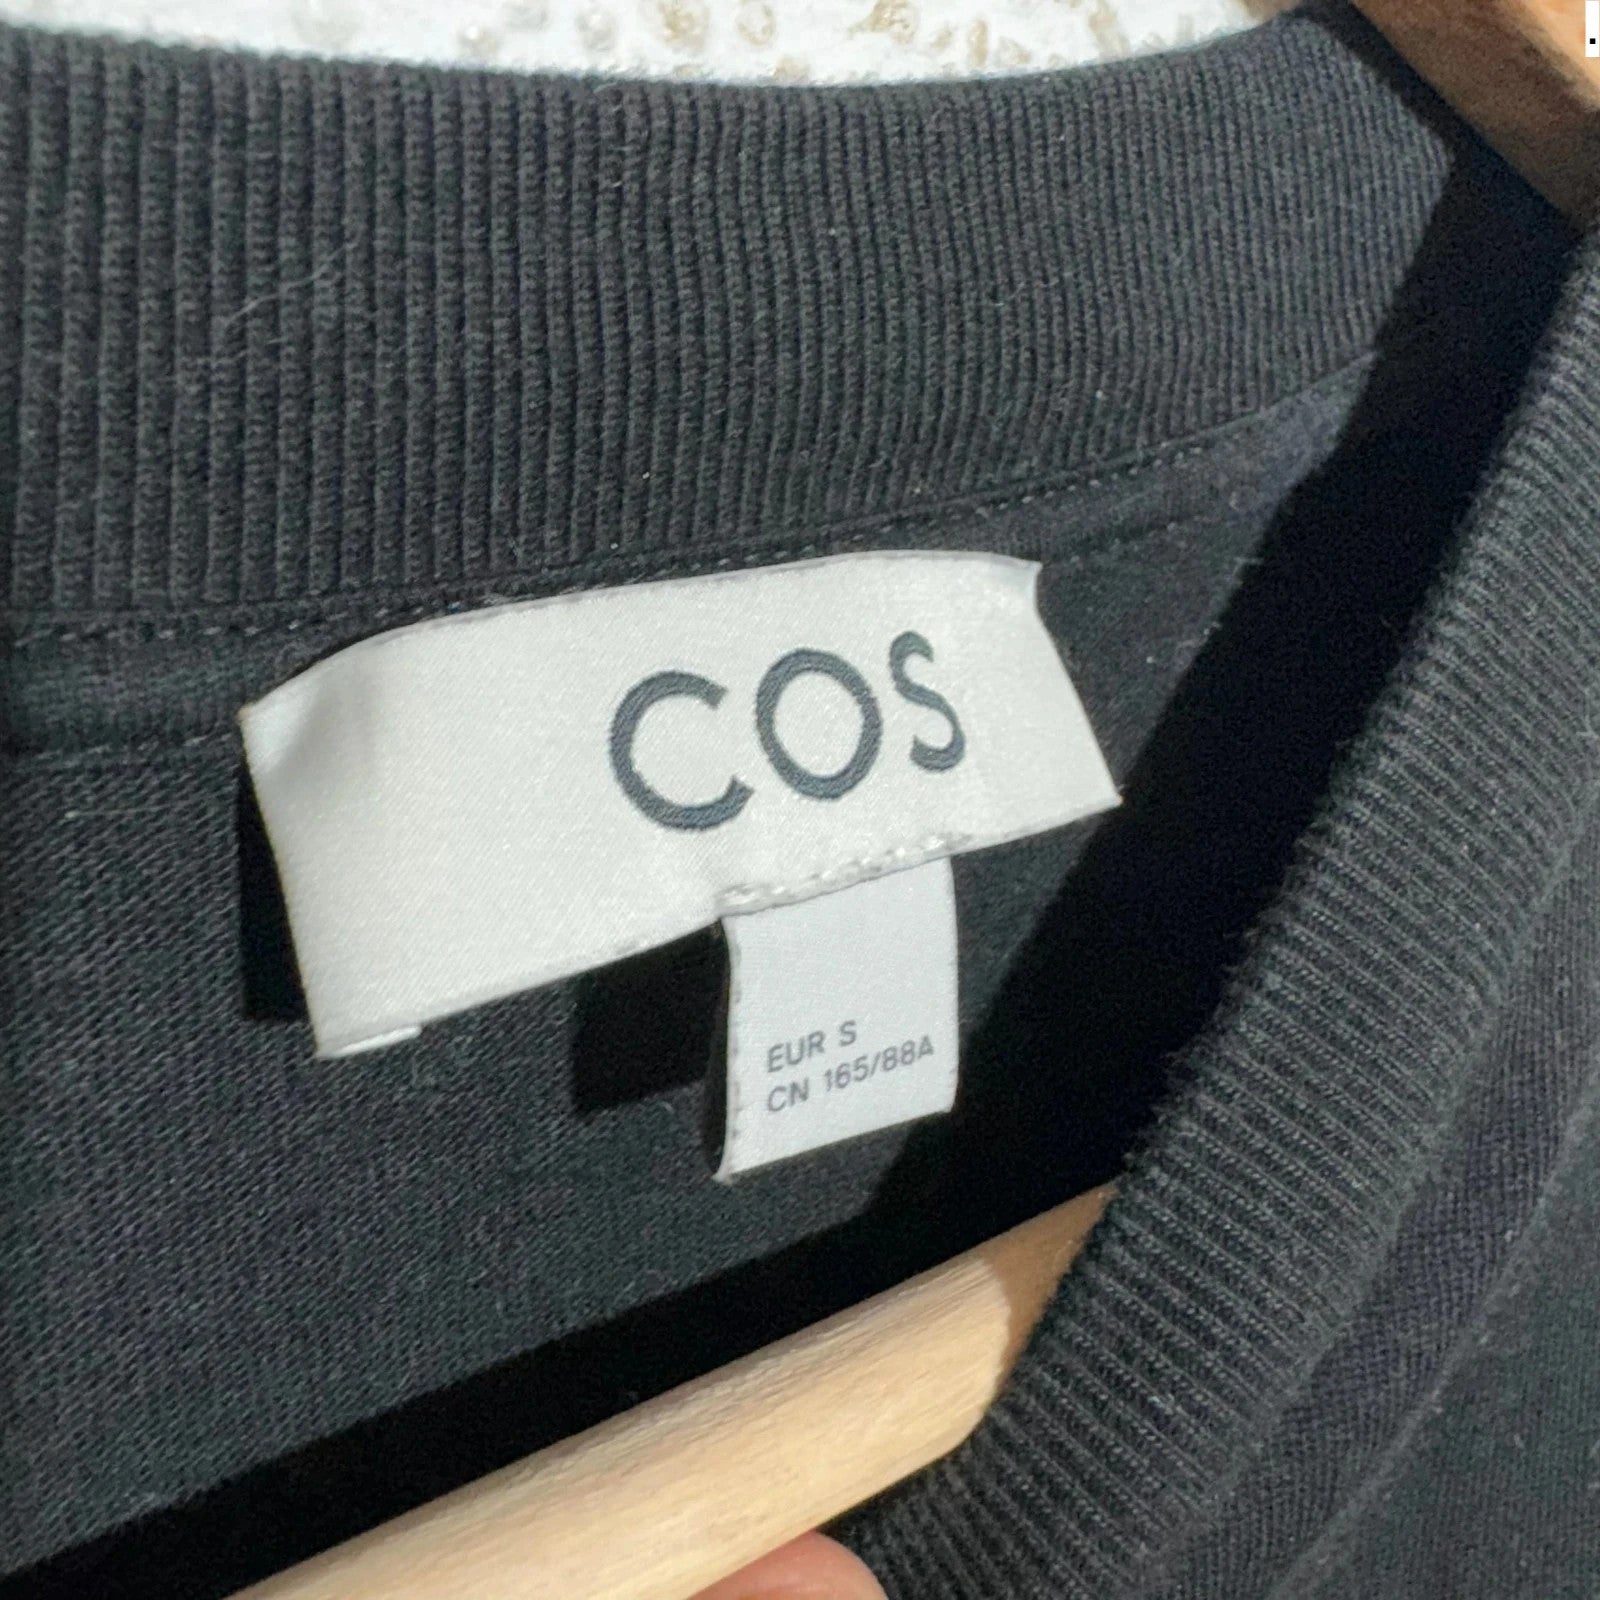 COS
EUR S
CN 165/88A
.